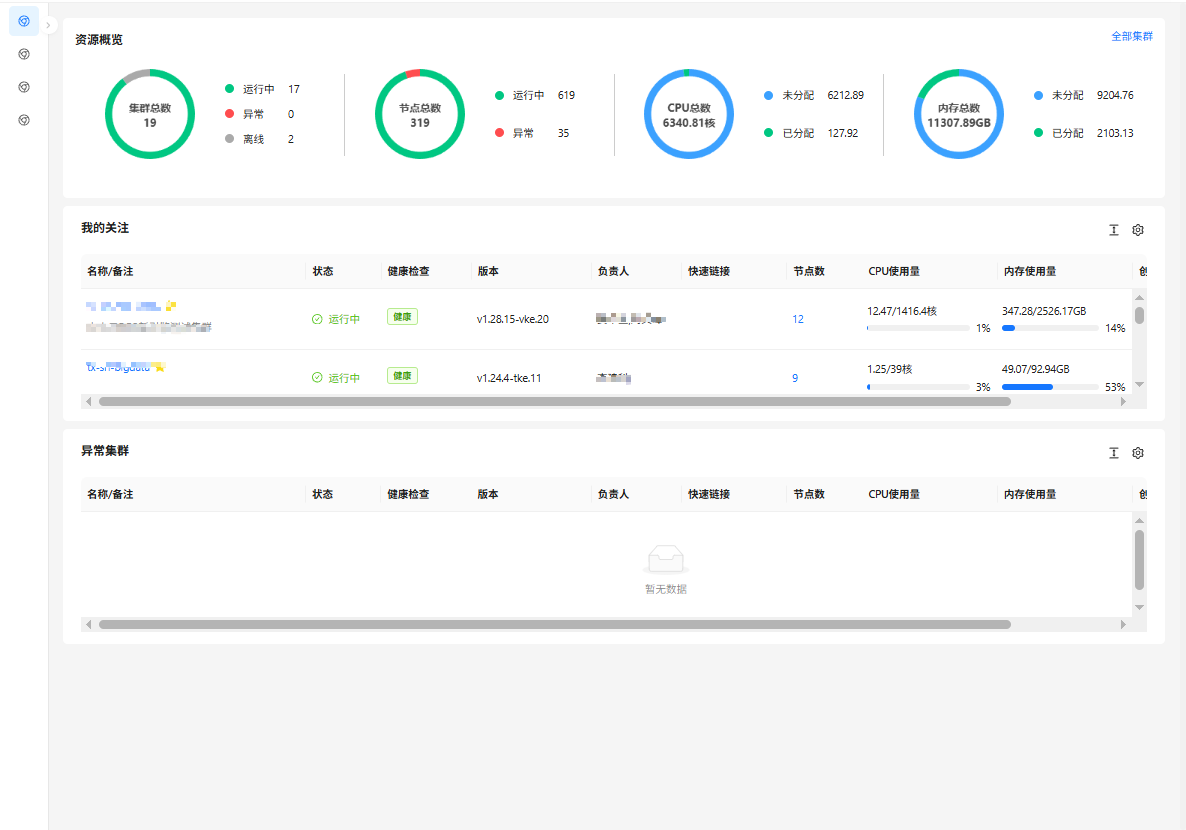 资源概览
全部集群
集群总数
19
运行中 17
异常 0
离线 2
节点总数
319
运行中 619
异常 35
CPU总数
6340.81核
未分配 6212.89
已分配 127.92
内存总数
11307.89GB
未分配 9204.76
已分配 2103.13
我的关注
名称/备注 状态 健康检查 版本 负责人 快速链接 节点数 CPU使用量 内存使用量 创
运行中 健康 v1.28.15-vke.20 12 12.47/1416.4核 1% 347.28/2526.17GB 14%
运行中 健康 v1.24.4-tke.11 9 1.25/39核 3% 49.07/92.94GB 53%
异常集群
名称/备注 状态 健康检查 版本 负责人 快速链接 节点数 CPU使用量 内存使用量 创
暂无数据